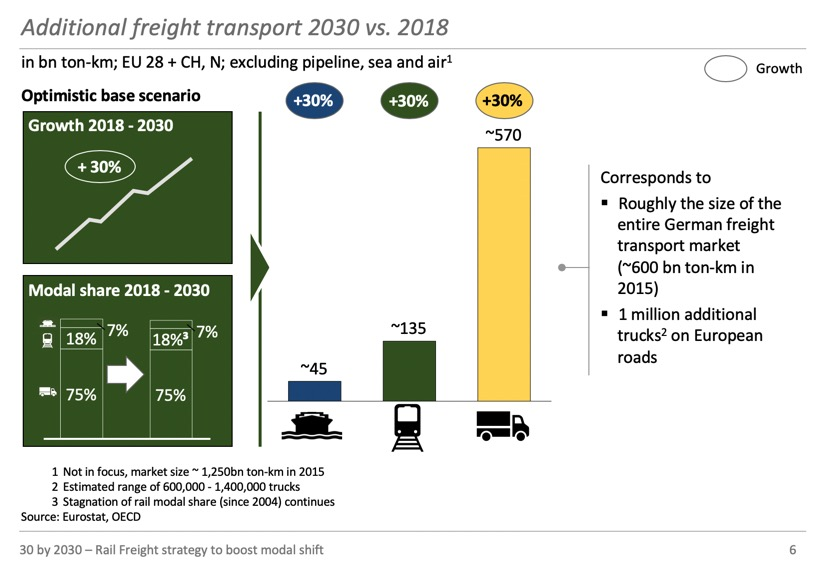 Additional freight transport 2030 vs. 2018
in bn ton-km; EU 28 + CH, N; excluding pipeline, sea and air¹
Growth
Optimistic base scenario
Growth 2018 - 2030
+ 30%
Modal share 2018 - 2030
7%
18%
75%
7%
18%³
75%
+30%
+30%
+30%
~45
~135
~570
Corresponds to
▪ Roughly the size of the
entire German freight
transport market
(~600 bn ton-km in
2015)
▪ 1 million additional
trucks² on European
roads
1 Not in focus, market size ~ 1,250bn ton-km in 2015
2 Estimated range of 600,000 - 1,400,000 trucks
3 Stagnation of rail modal share (since 2004) continues
Source: Eurostat, OECD
30 by 2030 – Rail Freight strategy to boost modal shift
6